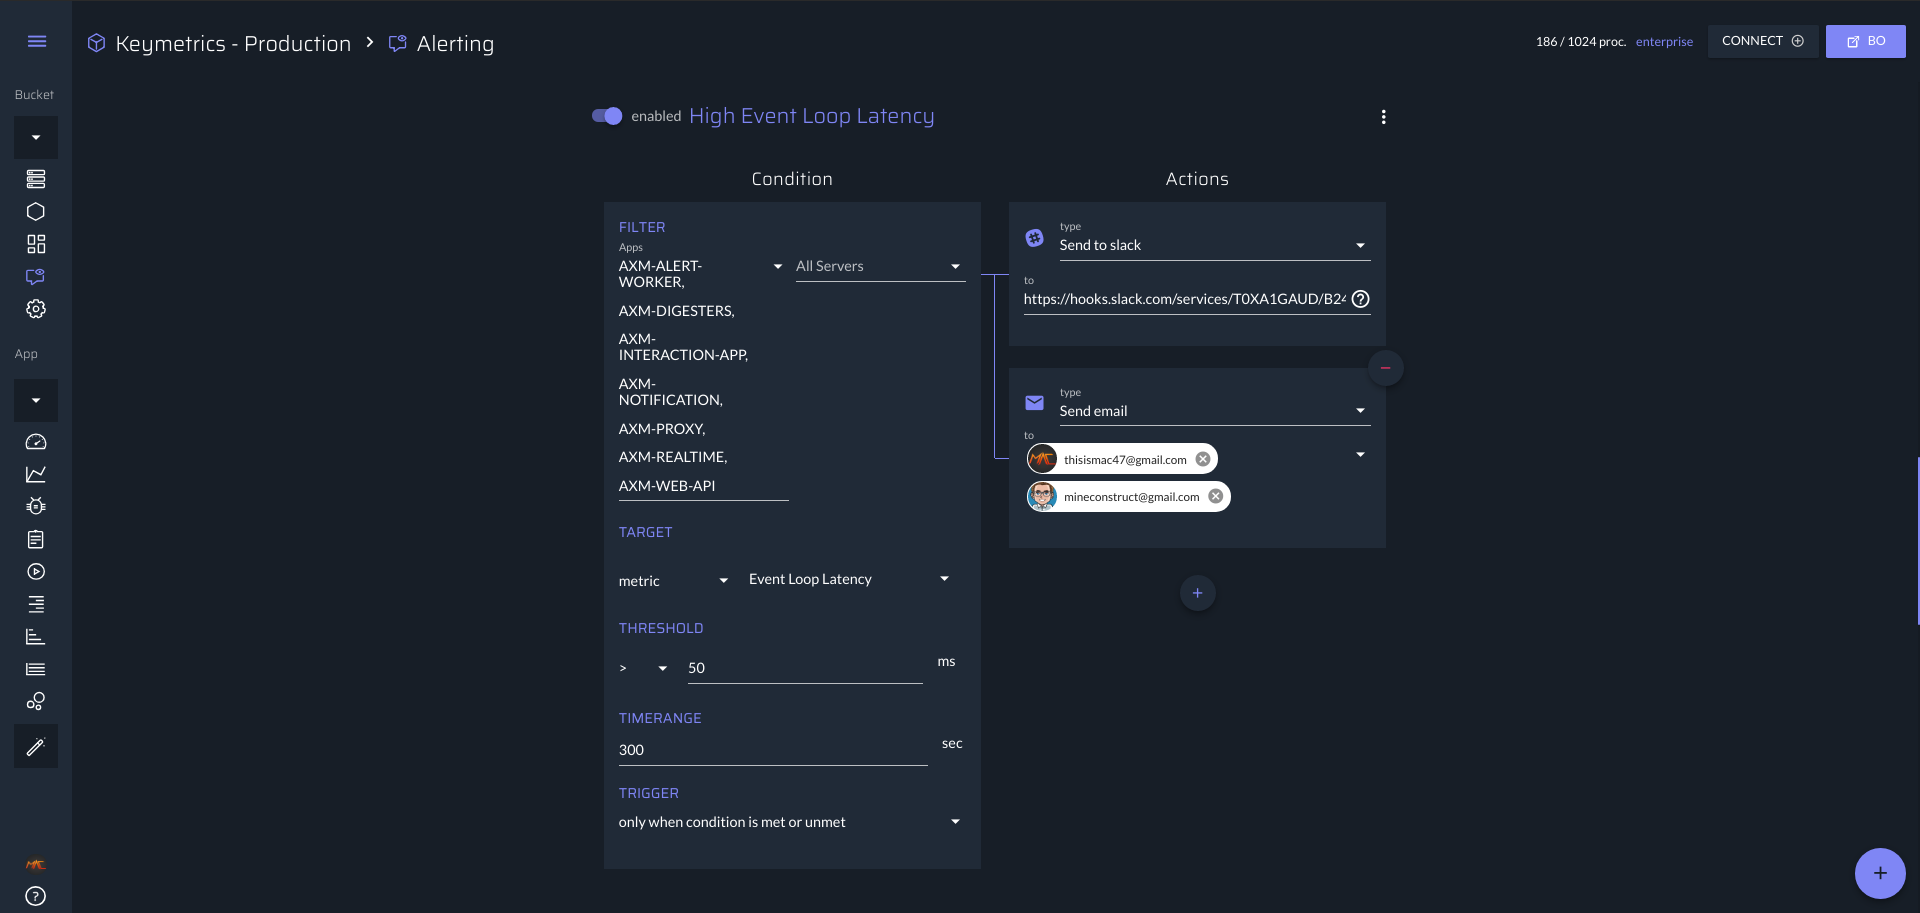 Keymetrics - Production > Alerting
186 / 1024 proc. enterprise CONNECT BO
Bucket
App
enabled High Event Loop Latency
Condition
FILTER
Apps
AXM-ALERT-
WORKER,
AXM-DIGESTERS,
AXM-
INTERACTION-APP,
AXM-
NOTIFICATION,
AXM-PROXY,
AXM-REALTIME,
AXM-WEB-API
All Servers
TARGET
metric Event Loop Latency
THRESHOLD
> 50 ms
TIMERANGE
300 sec
TRIGGER
only when condition is met or unmet
Actions
type
Send to slack
to
https://hooks.slack.com/services/T0XA1GAUD/B24
type
Send email
to
thisismac47@gmail.com
mineconstruct@gmail.com